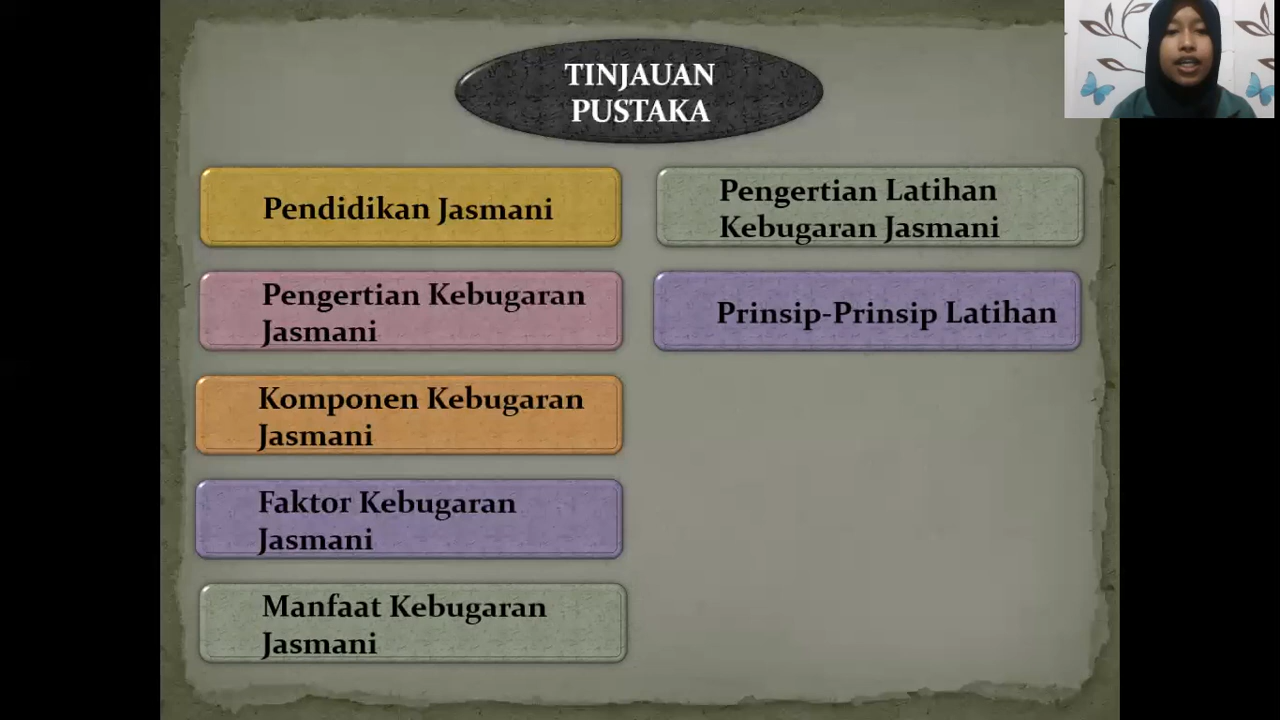 TINJAUAN
PUSTAKA
Pendidikan Jasmani
Pengertian Kebugaran
Jasmani
Komponen Kebugaran
Jasmani
Faktor Kebugaran
Jasmani
Manfaat Kebugaran
Jasmani
Pengertian Latihan
Kebugaran Jasmani
Prinsip-Prinsip Latihan